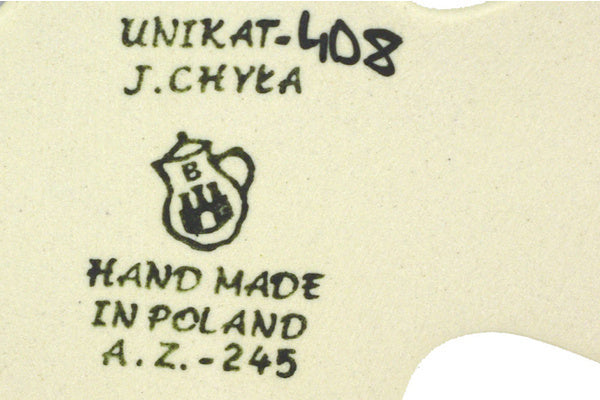 UNIKAT-408
J.CHYŁA
B
HAND MADE
IN POLAND
A.Z.-245